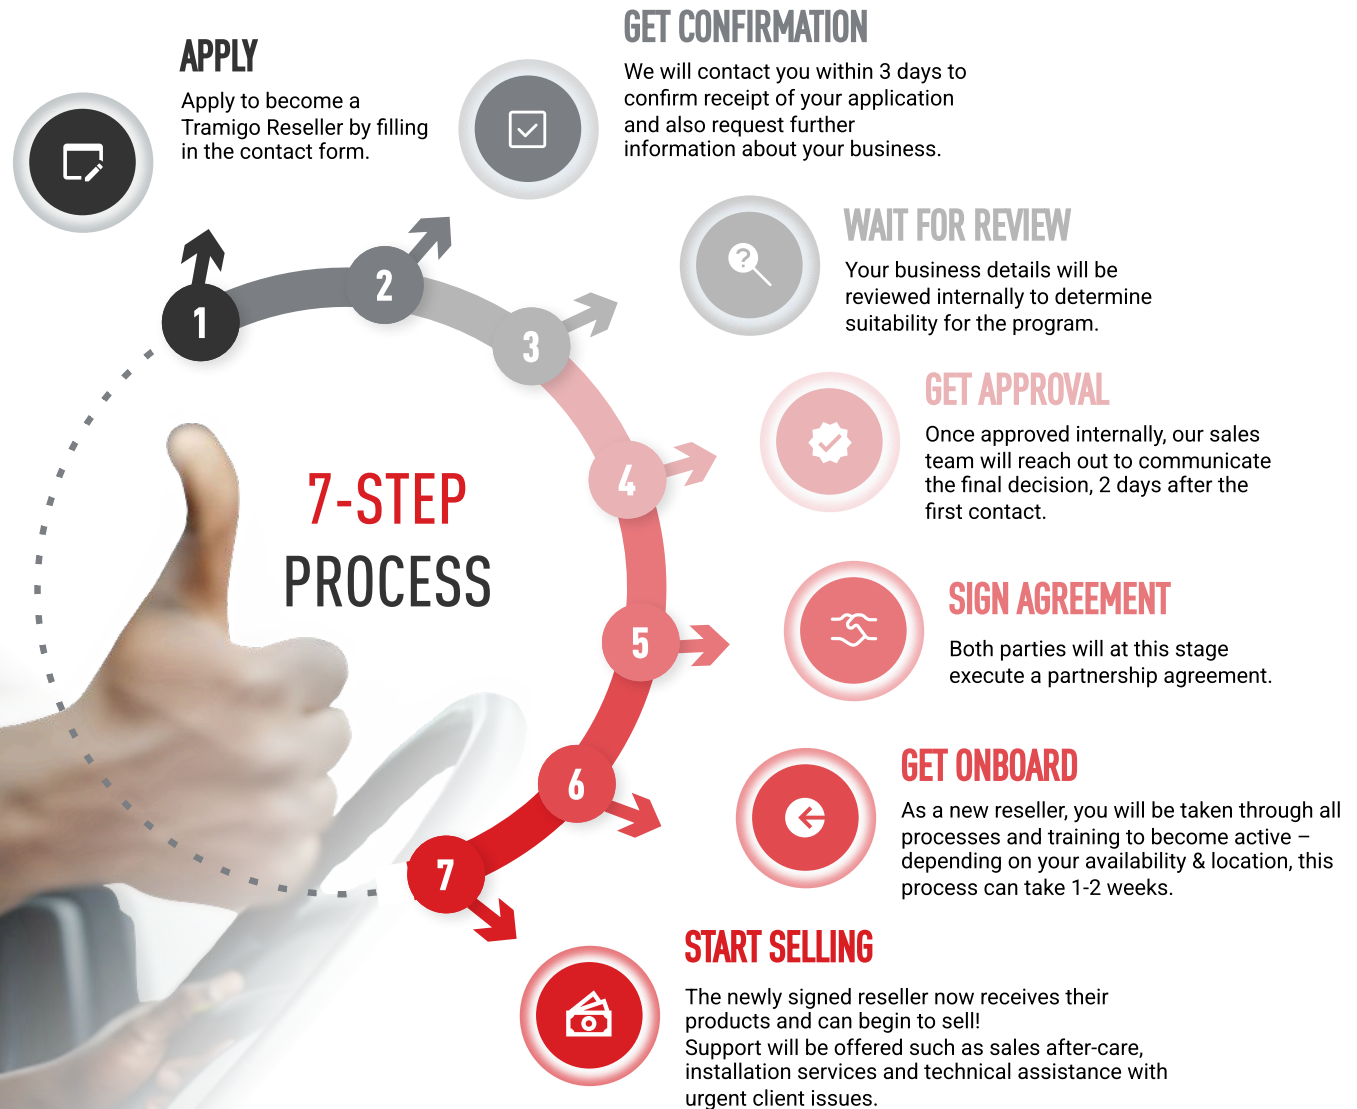 APPLY
Apply to become a
Tramigo Reseller by filling
in the contact form.
GET CONFIRMATION
We will contact you within 3 days to
confirm receipt of your application
and also request further
information about your business.
WAIT FOR REVIEW
Your business details will be
reviewed internally to determine
suitability for the program.
GET APPROVAL
Once approved internally, our sales
team will reach out to communicate
the final decision, 2 days after the
first contact.
SIGN AGREEMENT
Both parties will at this stage
execute a partnership agreement.
GET ONBOARD
As a new reseller, you will be taken through all
processes and training to become active –
depending on your availability & location, this
process can take 1-2 weeks.
START SELLING
The newly signed reseller now receives their
products and can begin to sell!
Support will be offered such as sales after-care,
installation services and technical assistance with
urgent client issues.
7-STEP
PROCESS
1
2
3
4
5
6
7
?